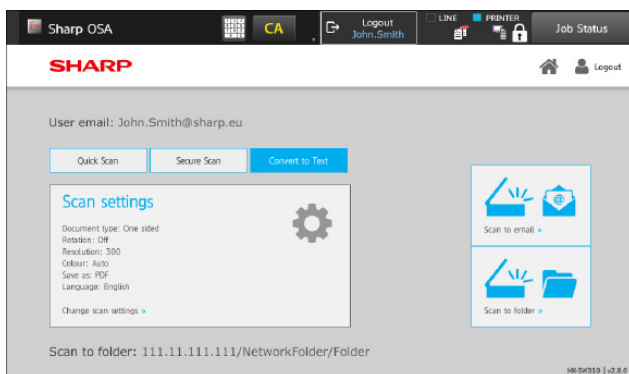 Sharp OSA
CA
Logout
John.Smith
LINE
PRINTER
Job Status
SHARP
Logout
User email: John.Smith@sharp.eu
Quick Scan
Secure Scan
Convert to Text
Scan settings
Document type: One sided
Rotation: Off
Resolution: 300
Colour: Auto
Save as: PDF
Language: English
Change scan settings »
Scan to email »
Scan to folder »
Scan to folder: 111.11.111.111/NetworkFolder/Folder
MX-SW310 | v2.8.0